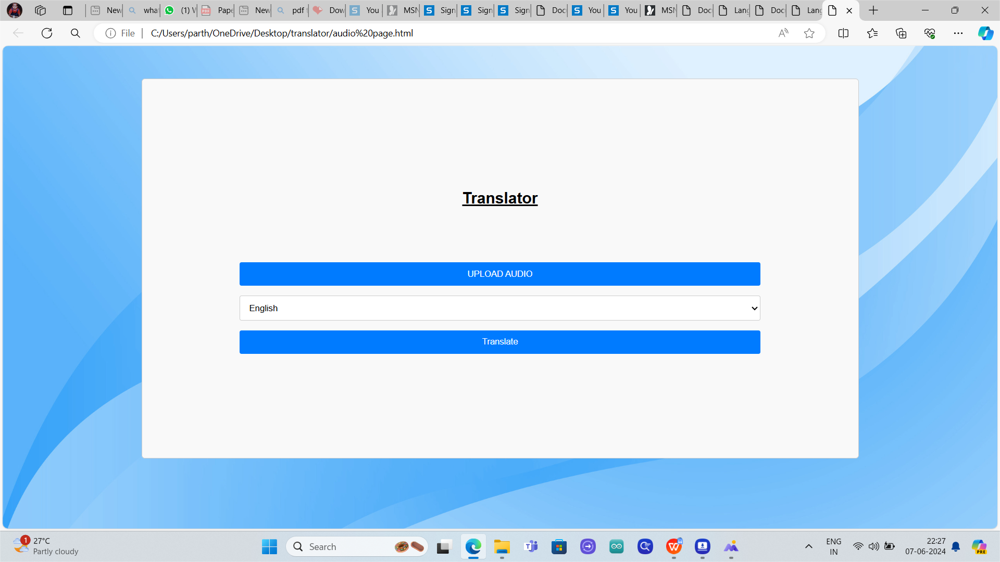 New
what
(1) W
Pape
New
pdf t
Dow
You
MSN
Sign
Sign
Sign
Doc
You
You
MSN
Doc
Lang
Doc
Lang
File
C:/Users/parth/OneDrive/Desktop/translator/audio%20page.html
Translator
UPLOAD AUDIO
English
Translate
1
27°C
Partly cloudy
Search
ENG
IN
22:27
07-06-2024
PRE